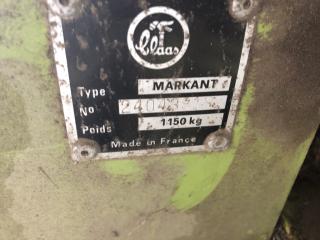 Claas
Type MARKANT
No
Poids 1150 kg
Made in France